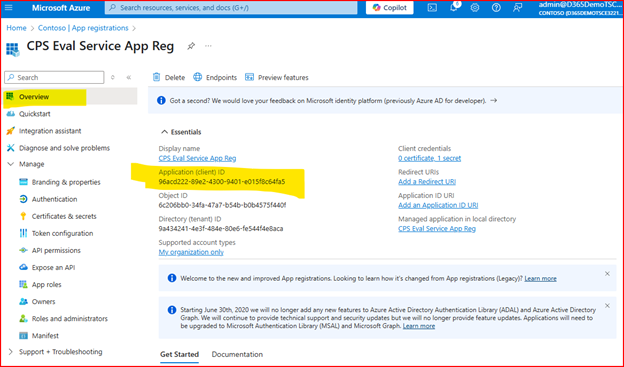 Microsoft Azure
Search resources, services, and docs (G+/)
Copilot
admin@D365DemoTSC...
CONTOSO (D365DEMOTSCE3221...
Home > Contoso | App registrations >
CPS Eval Service App Reg
Search
Delete
Endpoints
Preview features
Overview
Quickstart
Integration assistant
Diagnose and solve problems
Manage
Branding & properties
Authentication
Certificates & secrets
Token configuration
API permissions
Expose an API
App roles
Owners
Roles and administrators
Manifest
Support + Troubleshooting
Got a second? We would love your feedback on Microsoft identity platform (previously Azure AD for developer). →
Essentials
Display name
CPS Eval Service App Reg
Application (client) ID
96acd222-89e2-4300-9401-e015f8c64fa5
Object ID
6c206bb0-34fa-47a7-b54b-b0b4575f440f
Directory (tenant) ID
9a434241-4e3f-484e-80e6-fe544f4e8aca
Supported account types
My organization only
Client credentials
0 certificate, 1 secret
Redirect URIs
Add a Redirect URI
Application ID URI
Add an Application ID URI
Managed application in local directory
CPS Eval Service App Reg
Welcome to the new and improved App registrations. Looking to learn how it's changed from App registrations (Legacy)? Learn more
Starting June 30th, 2020 we will no longer add any new features to Azure Active Directory Authentication Library (ADAL) and Azure Active Directory
Graph. We will continue to provide technical support and security updates but we will no longer provide feature updates. Applications will need
to be upgraded to Microsoft Authentication Library (MSAL) and Microsoft Graph. Learn more
Get Started
Documentation